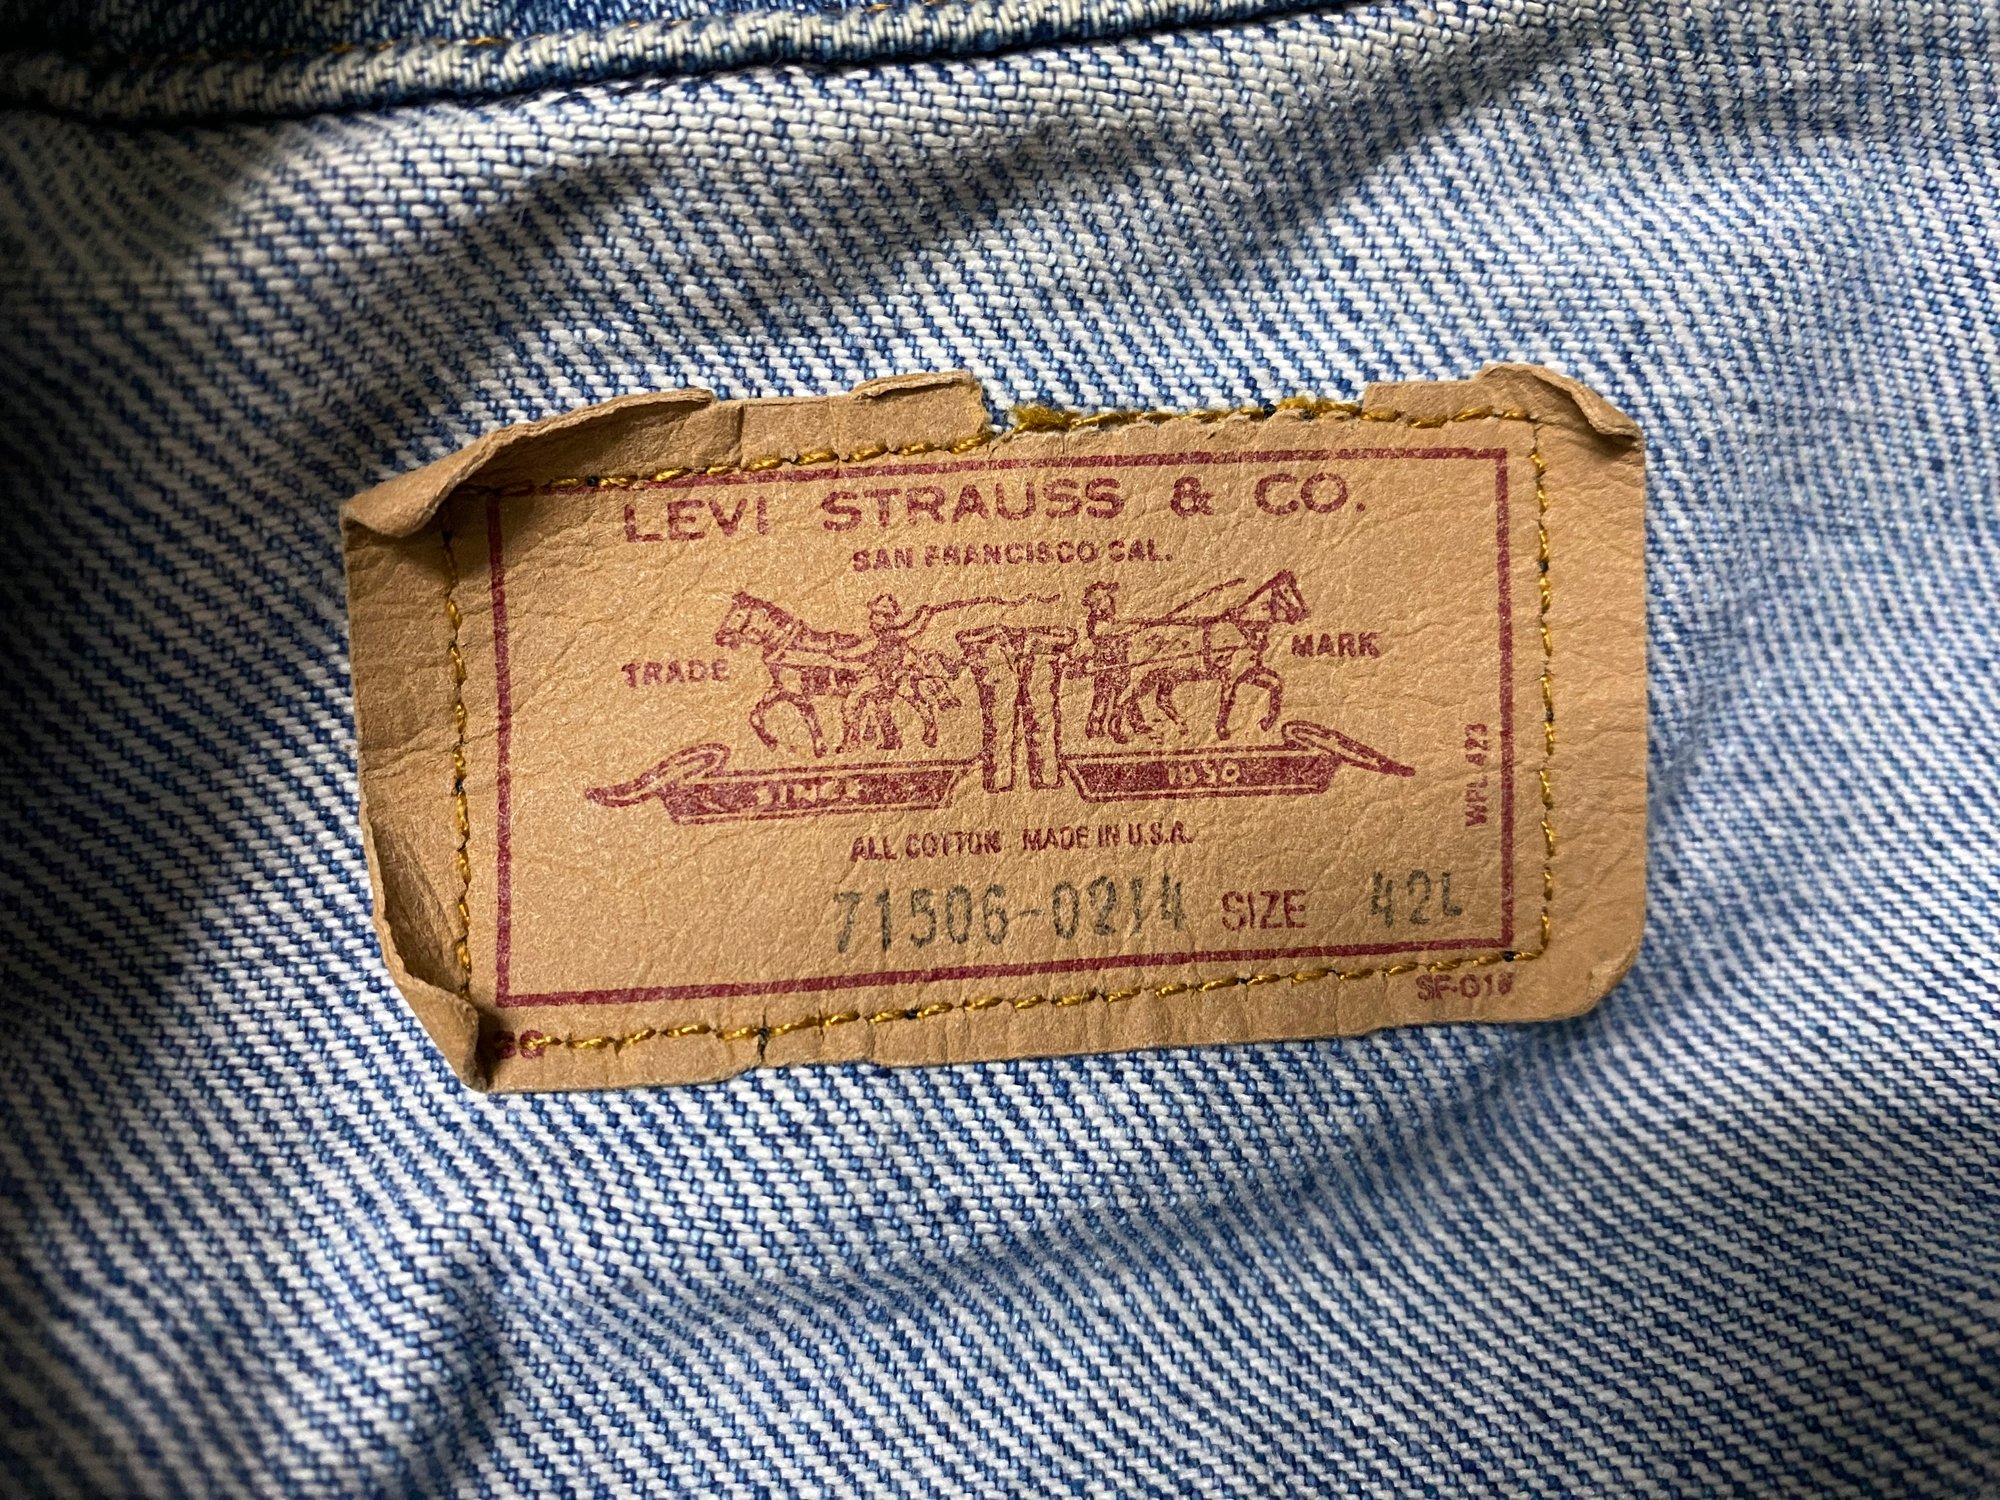 LEVI STRAUSS & CO.
SAN FRANCISCO CAL.
TRADE MARK
SINCE 1850
ALL COTTON MADE IN U.S.A.
71506-0214 SIZE 42L
WPL 423
SF-